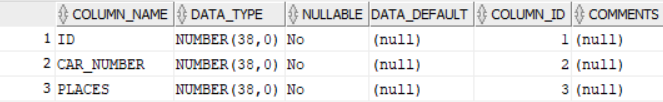 COLUMN_NAME DATA_TYPE NULLABLE DATA_DEFAULT COLUMN_ID COMMENTS
1 ID NUMBER(38,0) No (null) 1 (null)
2 CAR_NUMBER NUMBER(38,0) No (null) 2 (null)
3 PLACES NUMBER(38,0) No (null) 3 (null)